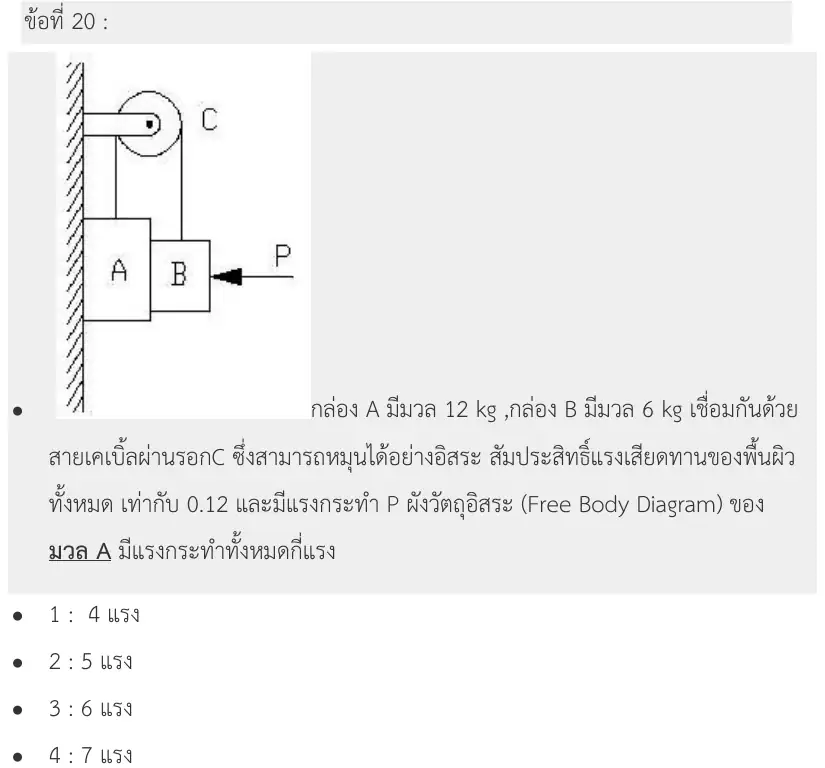 ข้อที่ 20 :
C
P
A
B
กล่อง A มีมวล 12 kg ,กล่อง B มีมวล 6 kg เชื่อมกันด้วย
สายเคเบิ้ลผ่านรอกC ซึ่งสามารถหมุนได้อย่างอิสระ สัมประสิทธิ์แรงเสียดทานของพื้นผิว
ทั้งหมด เท่ากับ 0.12 และมีแรงกระทำ P ผังวัตถุอิสระ (Free Body Diagram) ของ
มวล A มีแรงกระทำทั้งหมดกี่แรง
1 : 4 แรง
2 : 5 แรง
3 : 6 แรง
4 : 7 แรง